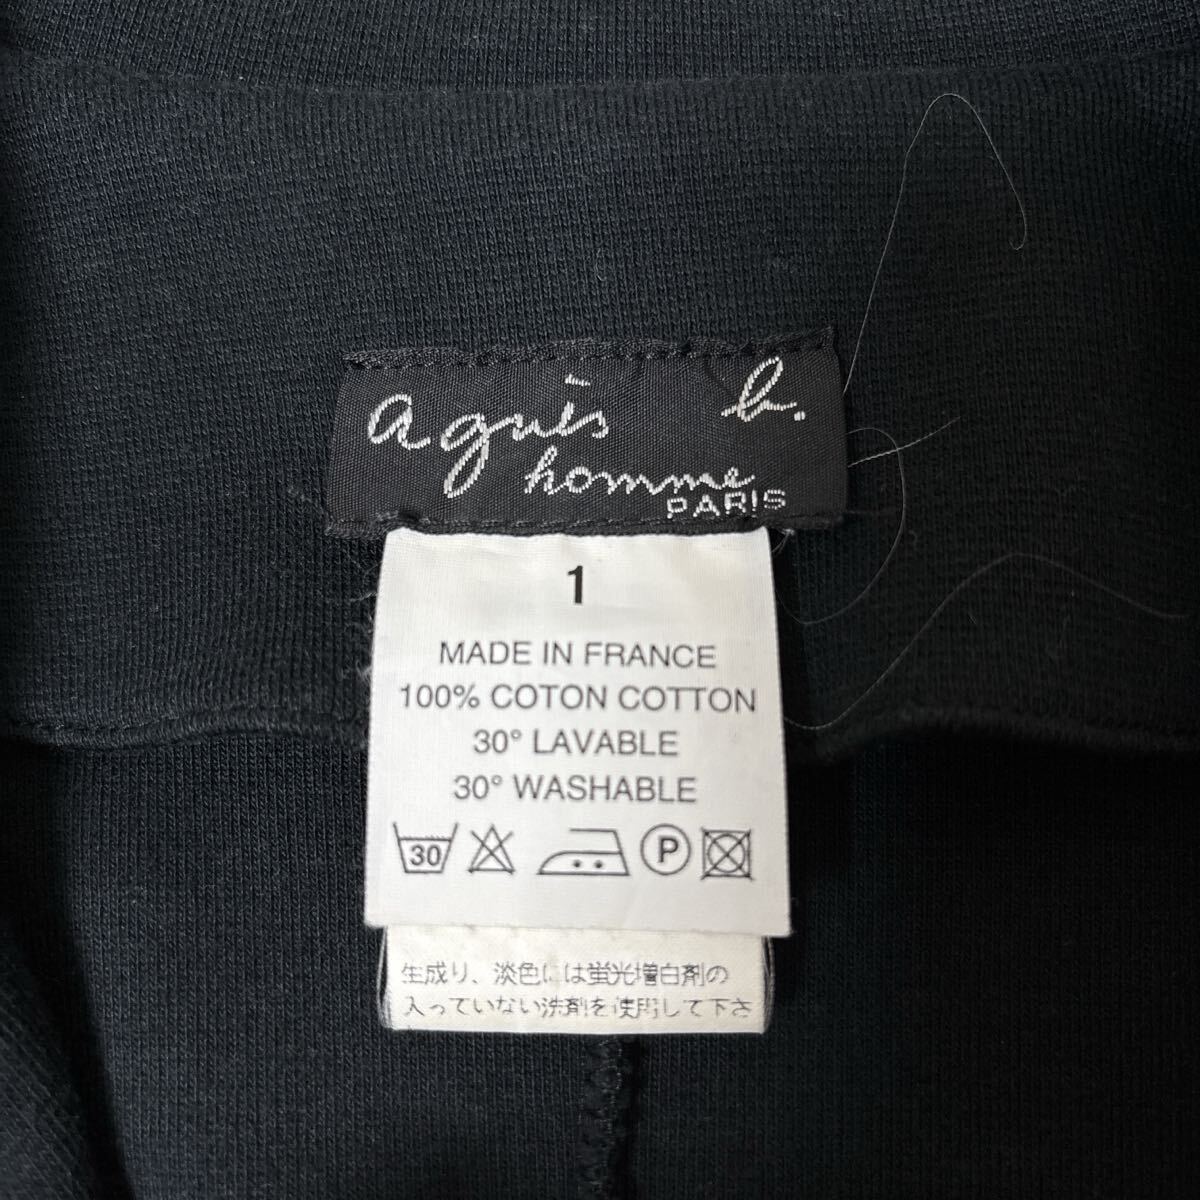 agnès b.
homme
PARIS
1
MADE IN FRANCE
100% COTON COTTON
30° LAVABLE
30° WASHABLE
30 P
生成り、淡色には蛍光増白剤の
入っていない洗剤を使用して下さ